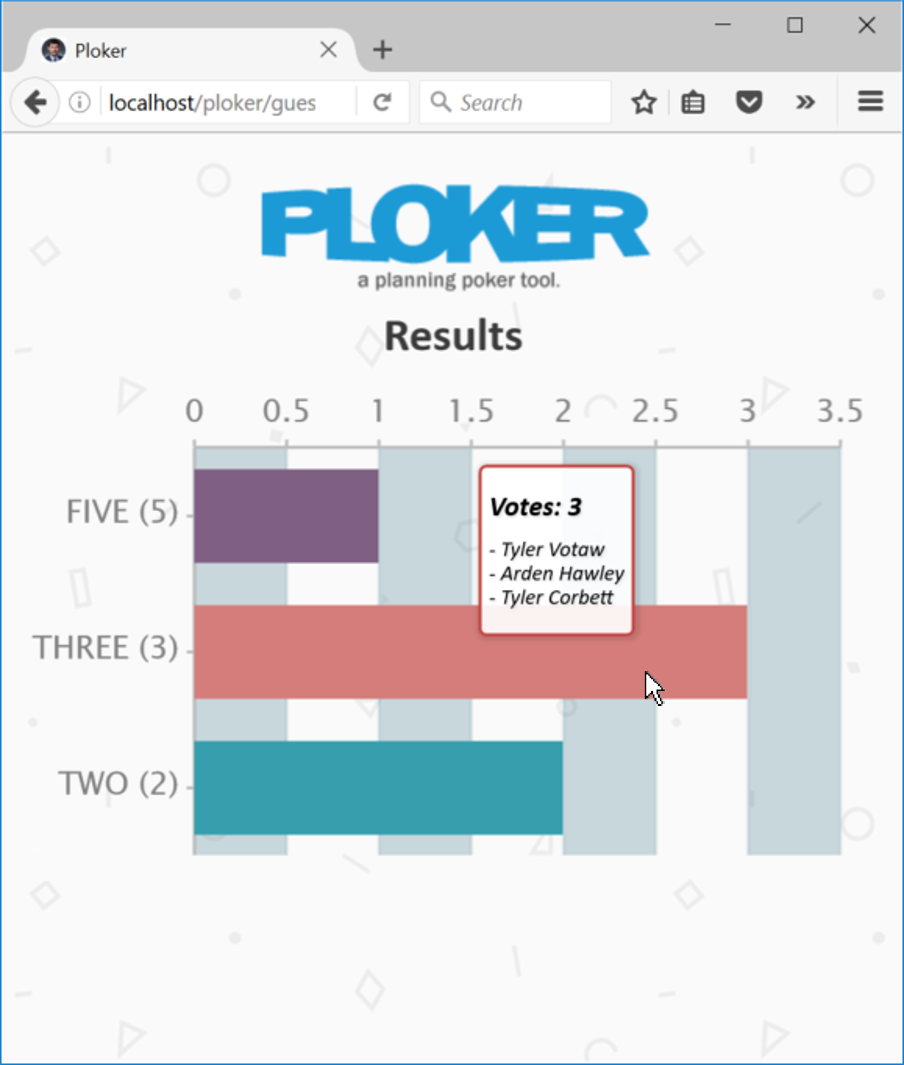 Ploker
localhost/ploker/gues
Search
PLOKER
a planning poker tool.
Results
0 0.5 1 1.5 2 2.5 3 3.5
FIVE (5)
Votes: 3
- Tyler Votaw
- Arden Hawley
- Tyler Corbett
THREE (3)
TWO (2)